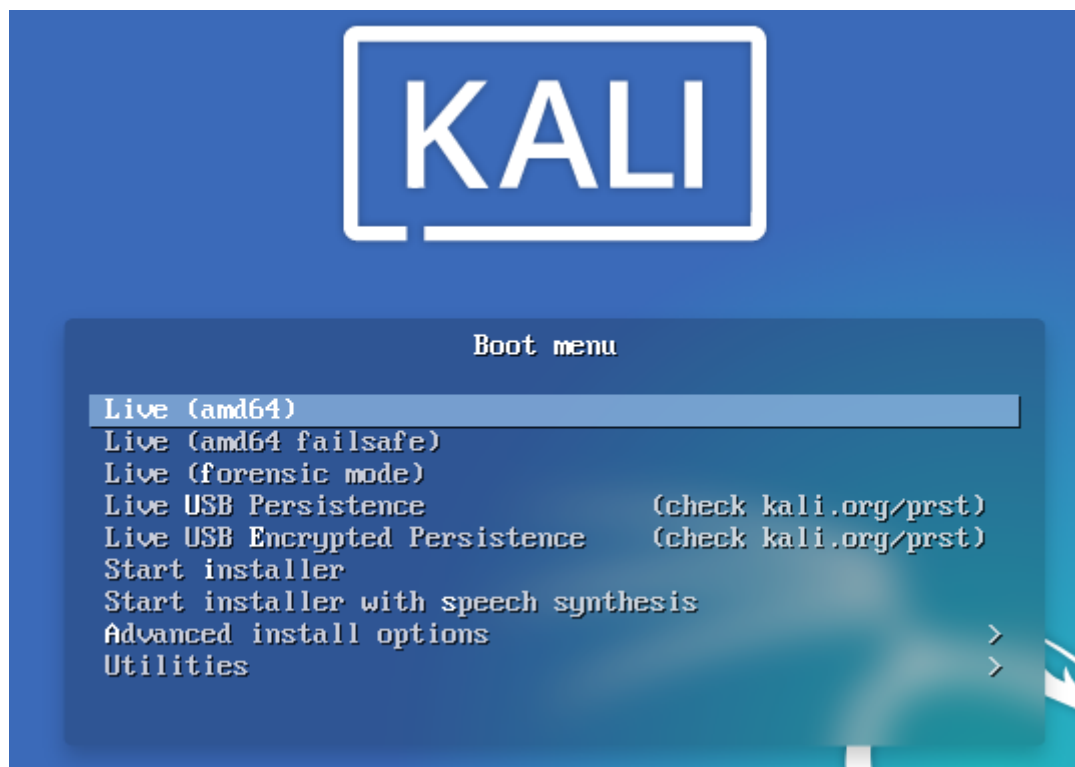 KALI
Boot menu
Live (amd64)
Live (amd64 failsafe)
Live (forensic mode)
Live USB Persistence (check kali.org/prst)
Live USB Encrypted Persistence (check kali.org/prst)
Start installer
Start installer with speech synthesis
Advanced install options >
Utilities >